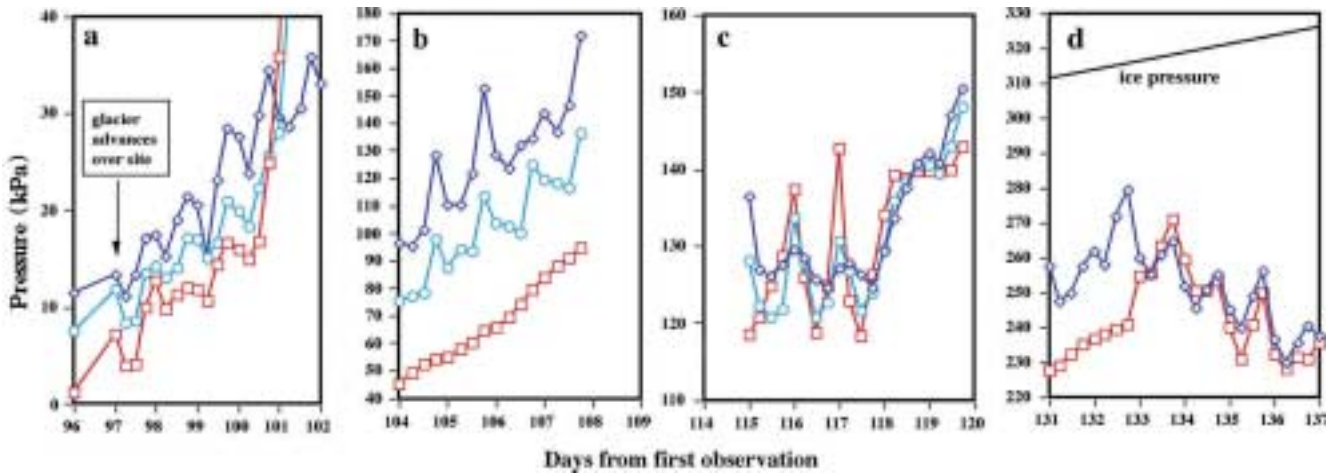 a
b
c
d
Pressure (kPa)
40
30
20
10
0
glacier
advances
over site
96 97 98 99 100 101 102
180
170
160
150
140
130
120
110
100
90
80
70
60
50
40
104 105 106 107 108 109
160
150
140
130
120
110
114 115 116 117 118 119 120
330
320
310
300
290
280
270
260
250
240
230
220
ice pressure
131 132 133 134 135 136 137
Days from first observation